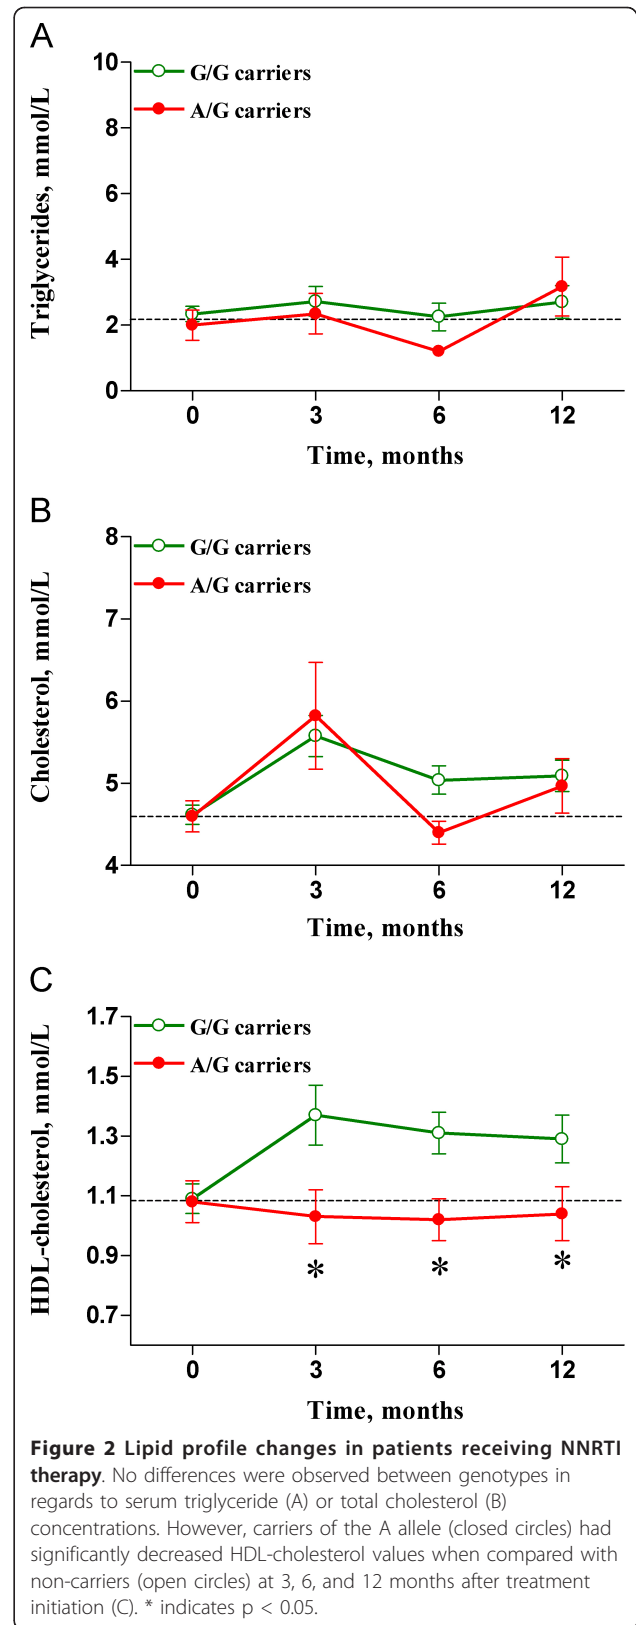 A
10
8
6
4
2
0
Triglycerides, mmol/L
G/G carriers
A/G carriers
0 3 6 12
Time, months
B
8
7
6
5
4
Cholesterol, mmol/L
G/G carriers
A/G carriers
0 3 6 12
Time, months
C
1.7
1.5
1.3
1.1
0.9
0.7
HDL-cholesterol, mmol/L
G/G carriers
A/G carriers
* * *
0 3 6 12
Time, months
Figure 2 Lipid profile changes in patients receiving NNRTI
therapy. No differences were observed between genotypes in
regards to serum triglyceride (A) or total cholesterol (B)
concentrations. However, carriers of the A allele (closed circles) had
significantly decreased HDL-cholesterol values when compared with
non-carriers (open circles) at 3, 6, and 12 months after treatment
initiation (C). * indicates p < 0.05.